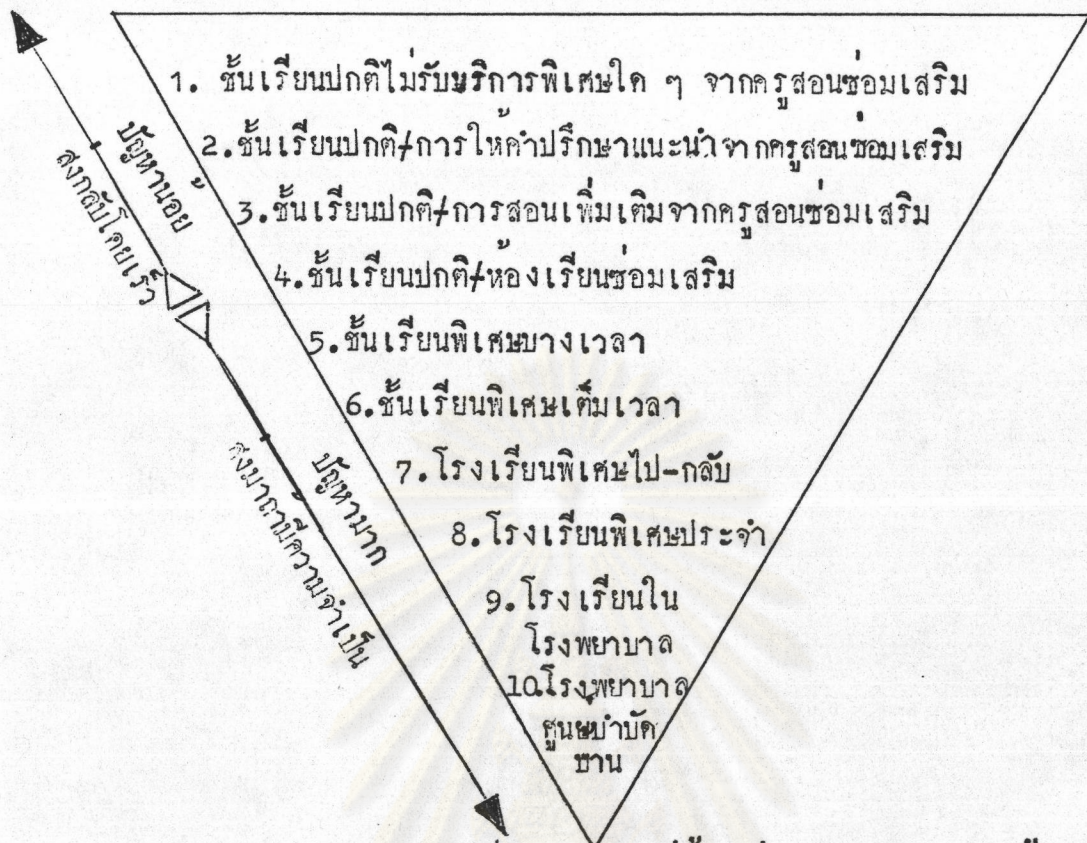 1. ชั้นเรียนปกติไม่รับบริการพิเศษใด ๆ จากครูสอนซ่อมเสริม
2.ชั้นเรียนปกติ/การให้คำปรึกษาแนะนำจากครูสอนซ่อมเสริม
3.ชั้นเรียนปกติ/การสอนเพิ่มเติมจากครูสอนซ่อมเสริม
4.ชั้นเรียนปกติ/ห้องเรียนซ่อมเสริม
5.ชั้นเรียนพิเศษบางเวลา
6.ชั้นเรียนพิเศษเต็มเวลา
7.โรงเรียนพิเศษไป-กลับ
8.โรงเรียนพิเศษประจำ
9.โรงเรียนใน
โรงพยาบาล
10.โรงพยาบาล
ศูนย์บำบัด
บ้าน
ปัญหาน้อย
ส่งกลับโดยเร็ว
ปัญหามาก
ส่งมาถ้ามีความจำเป็น